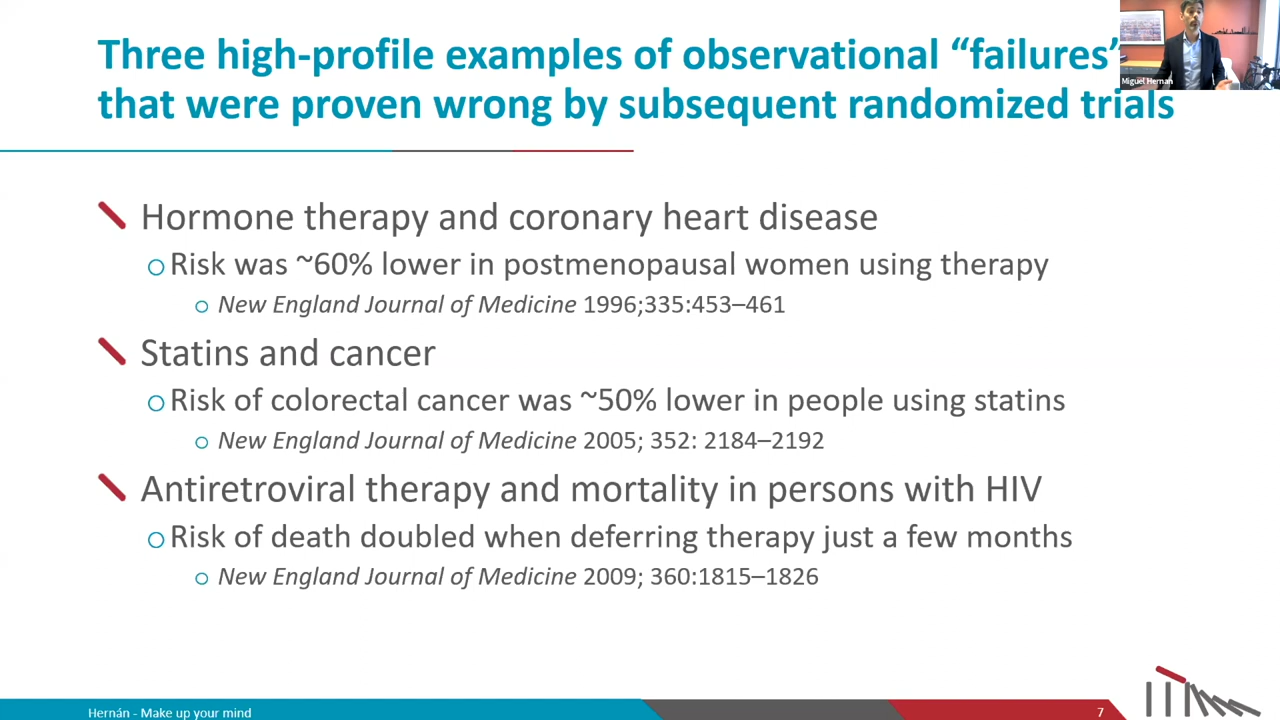 Three high-profile examples of observational “failures”
that were proven wrong by subsequent randomized trials
Miguel Hernan
Hormone therapy and coronary heart disease
Risk was ~60% lower in postmenopausal women using therapy
New England Journal of Medicine 1996;335:453–461
Statins and cancer
Risk of colorectal cancer was ~50% lower in people using statins
New England Journal of Medicine 2005; 352: 2184–2192
Antiretroviral therapy and mortality in persons with HIV
Risk of death doubled when deferring therapy just a few months
New England Journal of Medicine 2009; 360:1815–1826
Hernán - Make up your mind
7